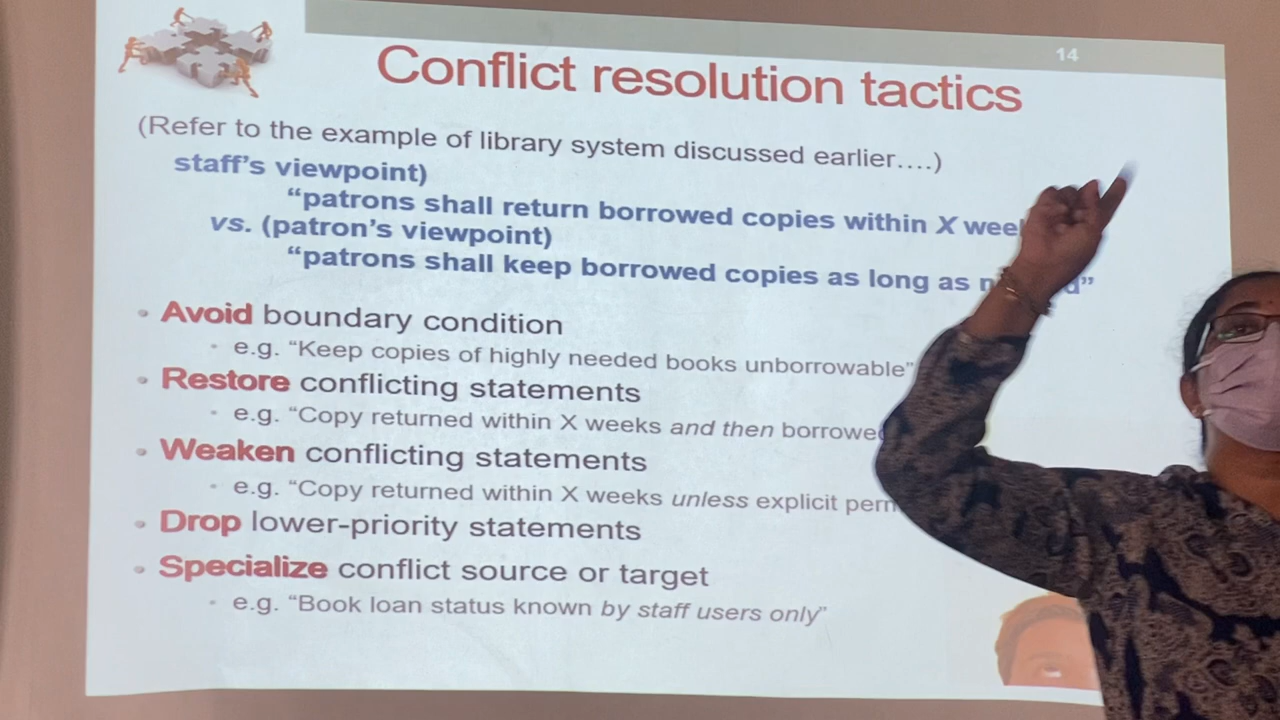 14
Conflict resolution tactics
(Refer to the example of library system discussed earlier….)
staff's viewpoint)
“patrons shall return borrowed copies within X
vs. (patron's viewpoint)
“patrons shall keep borrowed copies as long as
• Avoid boundary condition
• e.g. “Keep copies of highly needed books unborrowable”
• Restore conflicting statements
• e.g. “Copy returned within X weeks and then
• Weaken conflicting statements
• e.g. “Copy returned within X weeks unless explicit
• Drop lower-priority statements
• Specialize conflict source or target
• e.g. “Book loan status known by staff users only”